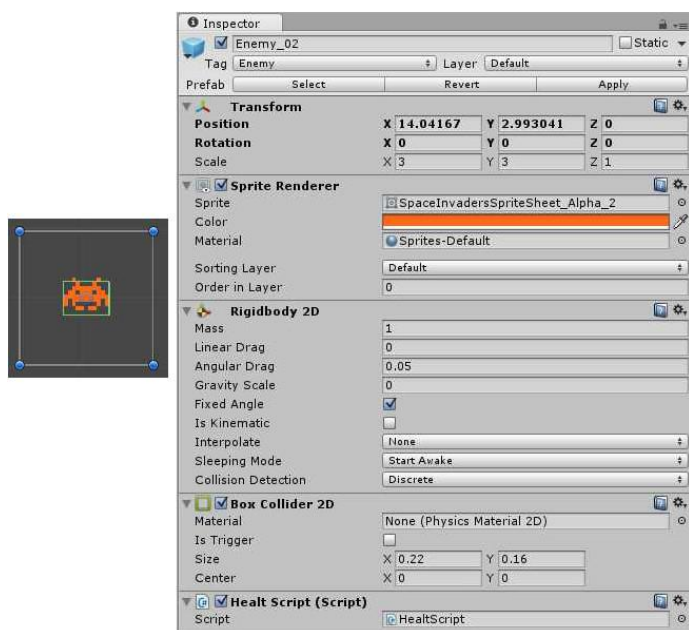 Inspector
Enemy_02
Static
Tag Enemy Layer Default
Prefab Select Revert Apply
Transform
Position X 14.04167 Y 2.993041 Z 0
Rotation X 0 Y 0 Z 0
Scale X 3 Y 3 Z 1
Sprite Renderer
Sprite SpaceInvadersSpriteSheet_Alpha_2
Color
Material Sprites-Default
Sorting Layer Default
Order in Layer 0
Rigidbody 2D
Mass 1
Linear Drag 0
Angular Drag 0.05
Gravity Scale 0
Fixed Angle
Is Kinematic
Interpolate None
Sleeping Mode Start Awake
Collision Detection Discrete
Box Collider 2D
Material None (Physics Material 2D)
Is Trigger
Size X 0.22 Y 0.16
Center X 0 Y 0
Healt Script (Script)
Script HealtScript